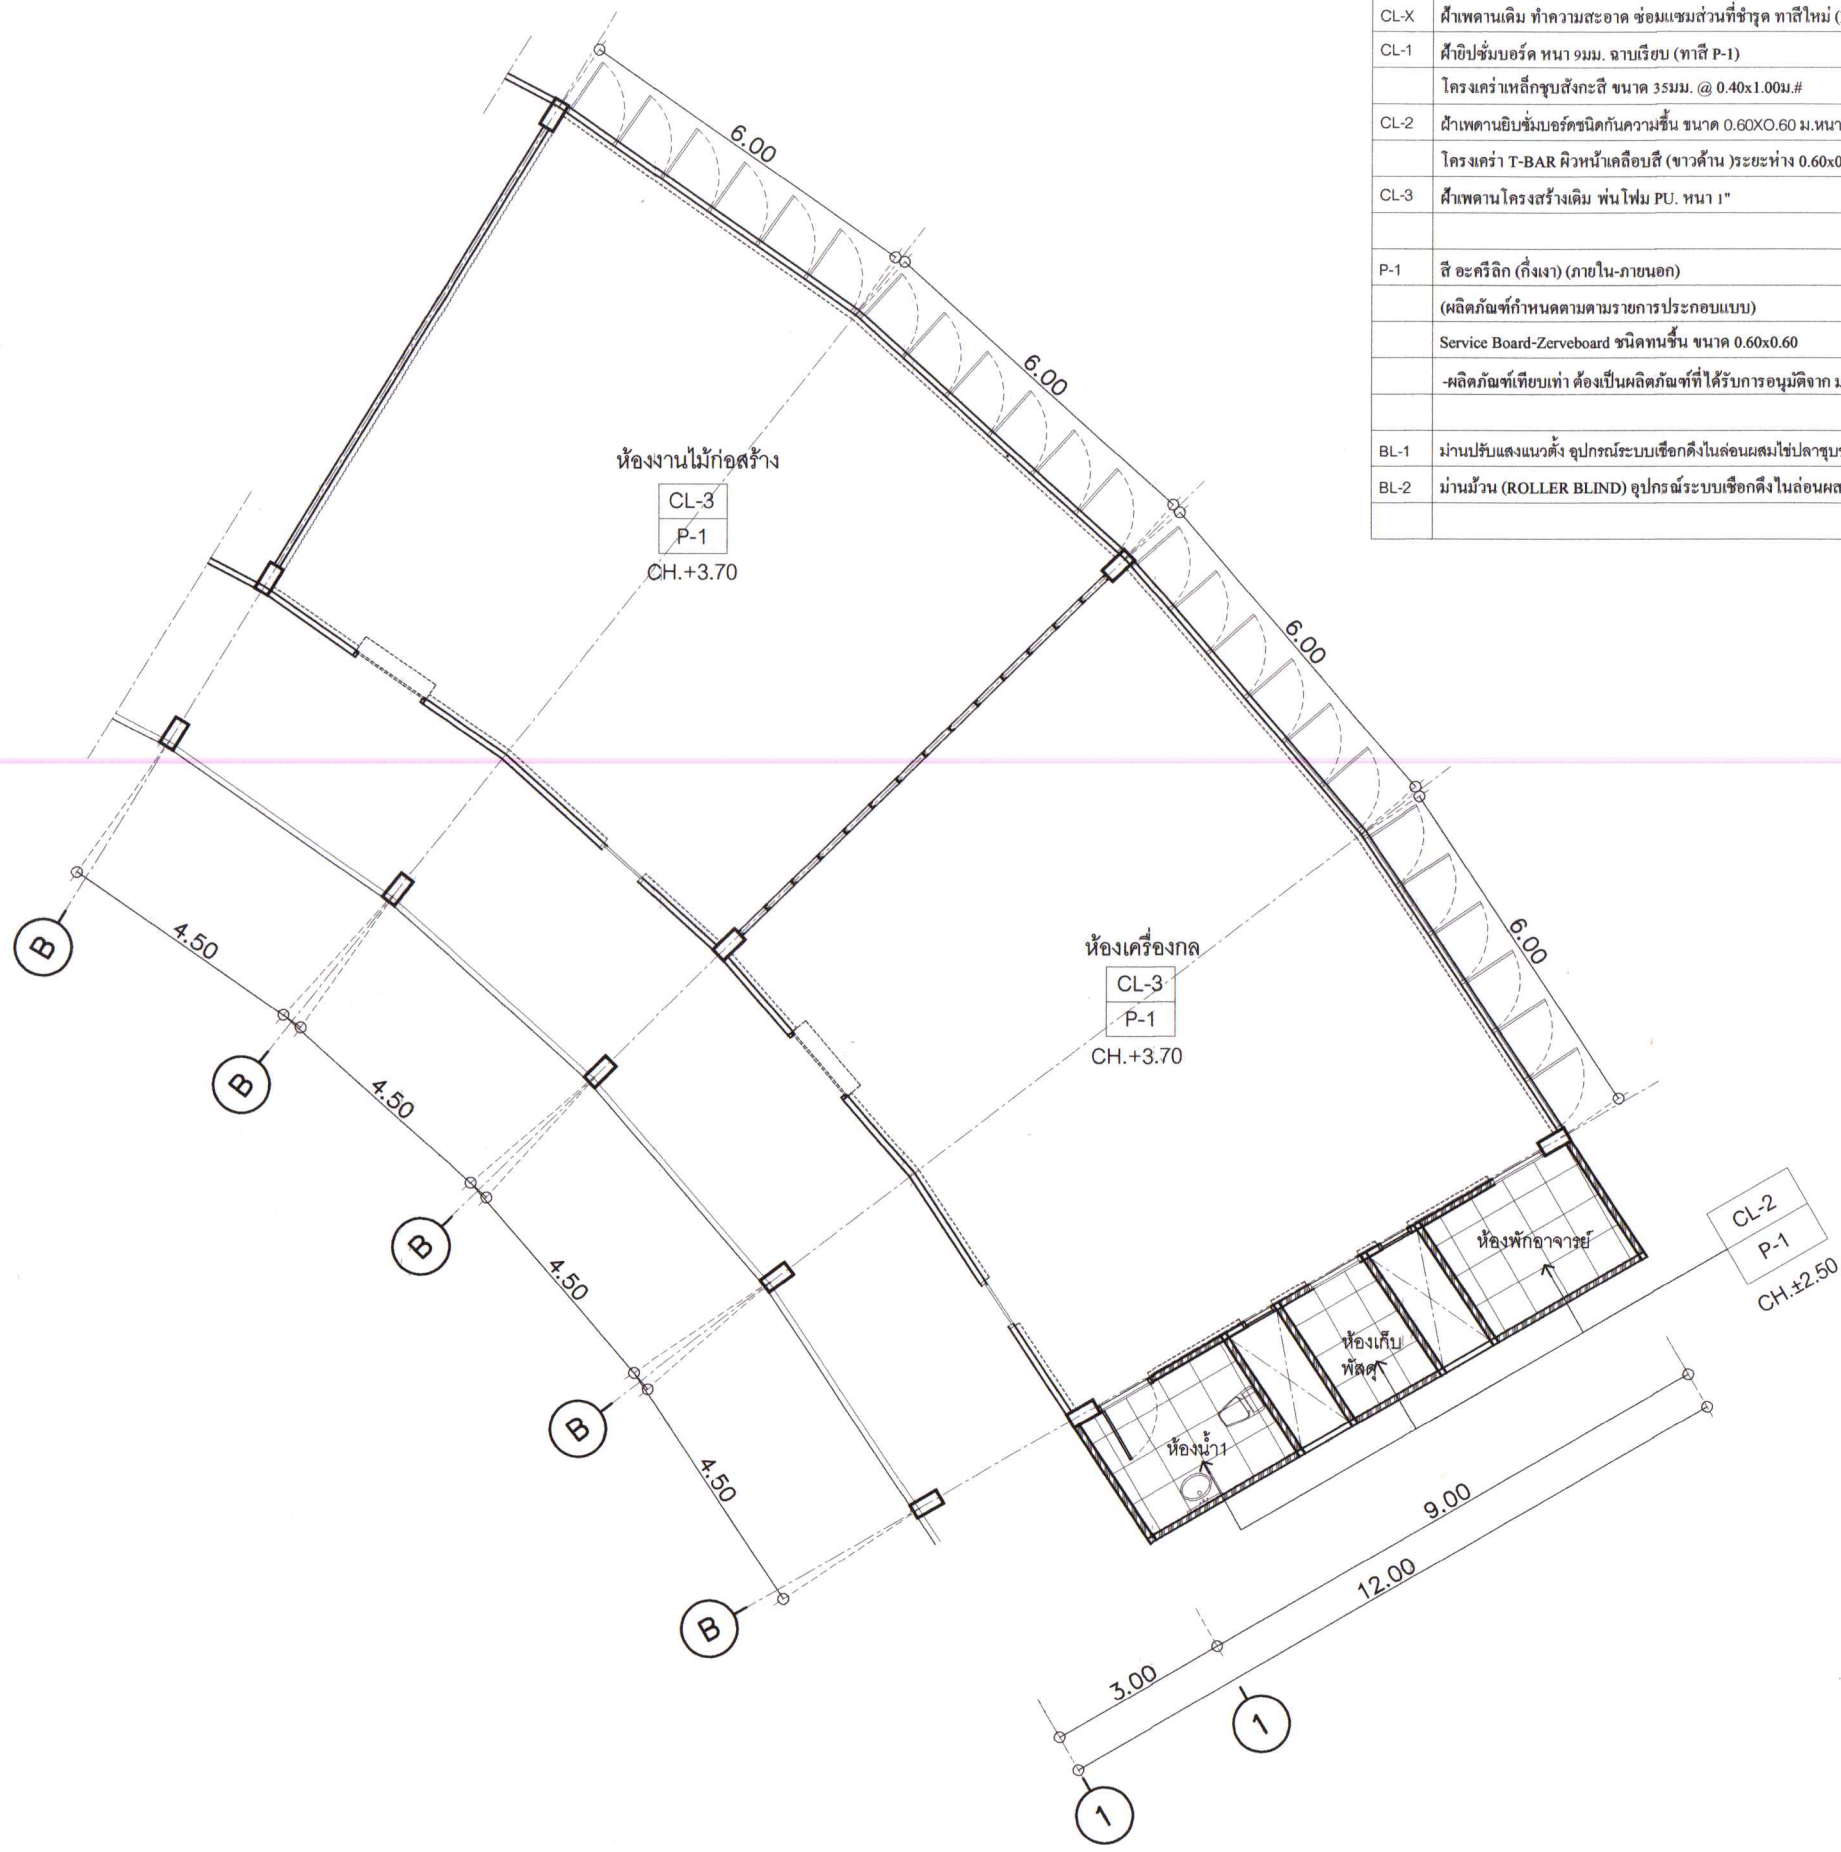 CL-X ฝ้าเพดานเดิม ทำความสะอาด ซ่อมแซมส่วนที่ชำรุด ทาสีใหม่ (
CL-1 ฝ้ายิปซั่มบอร์ด หนา 9มม. ฉาบเรียบ (ทาสี P-1)
โครงเคร่าเหล็กชุบสังกะสี ขนาด 35มม. @ 0.40x1.00ม.#
CL-2 ฝ้าเพดานยิบซั่มบอร์ดชนิดกันความชื้น ขนาด 0.60XO.60 ม.หนา
โครงเคร่า T-BAR ผิวหน้าเคลือบสี (ขาวด้าน )ระยะห่าง 0.60x0
CL-3 ฝ้าเพดานโครงสร้างเดิม พ่นโฟม PU. หนา 1"
P-1 สี อะครีลิก (กึ่งเงา) (ภายใน-ภายนอก)
(ผลิตภัณฑ์กำหนดตามตามรายการประกอบแบบ)
Service Board-Zerveboard ชนิดทนชื้น ขนาด 0.60x0.60
-ผลิตภัณฑ์เทียบเท่า ต้องเป็นผลิตภัณฑ์ที่ได้รับการอนุมัติจาก ม
BL-1 ม่านปรับแสงแนวตั้ง อุปกรณ์ระบบเชือกดึงไนล่อนผสมไข่ปลาชุบ
BL-2 ม่านม้วน (ROLLER BLIND) อุปกรณ์ระบบเชือกดึงไนล่อนผส
6.00
6.00
6.00
6.00
ห้องงานไม้ก่อสร้าง
CL-3
P-1
CH.+3.70
ห้องเครื่องกล
CL-3
P-1
CH.+3.70
B
4.50
B
4.50
B
4.50
B
4.50
B
CL-2
P-1
CH.±2.50
ห้องพักอาจารย์
ห้องเก็บ
พัสดุ
ห้องน้ำ1
9.00
12.00
3.00
1
1